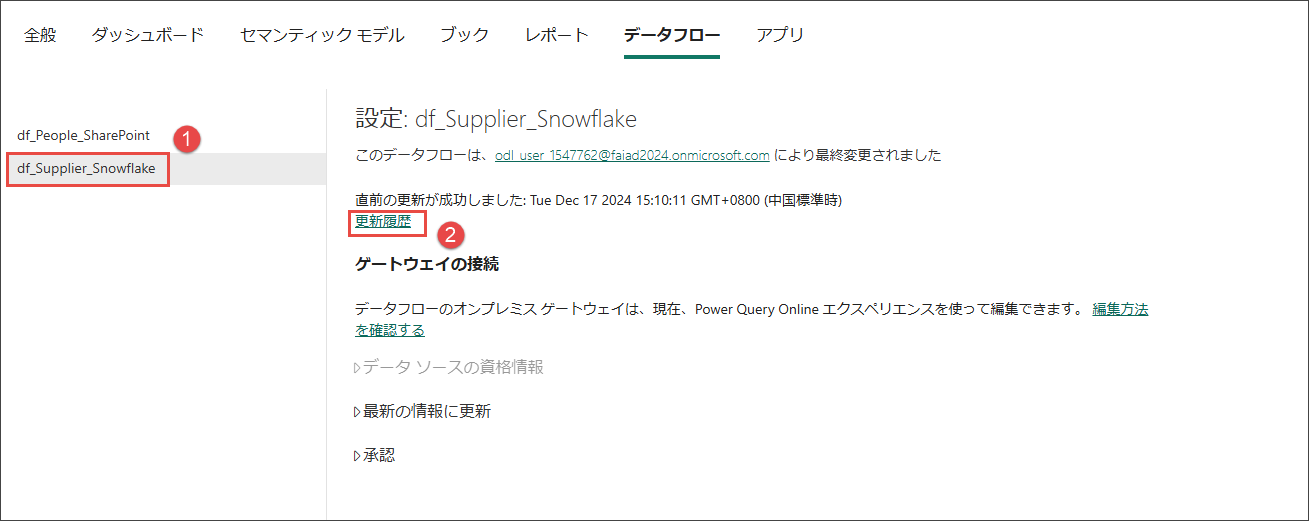 全般 ダッシュボード セマンティック モデル ブック レポート データフロー アプリ
df_People_SharePoint
1
df_Supplier_Snowflake
設定: df_Supplier_Snowflake
このデータフローは、odl_user_1547762@faiad2024.onmicrosoft.com により最終変更されました
直前の更新が成功しました: Tue Dec 17 2024 15:10:11 GMT+0800 (中国標準時)
更新履歴
2
ゲートウェイの接続
データフローのオンプレミス ゲートウェイは、現在、Power Query Online エクスペリエンスを使って編集できます。 編集方法
を確認する
データ ソースの資格情報
最新の情報に更新
承認